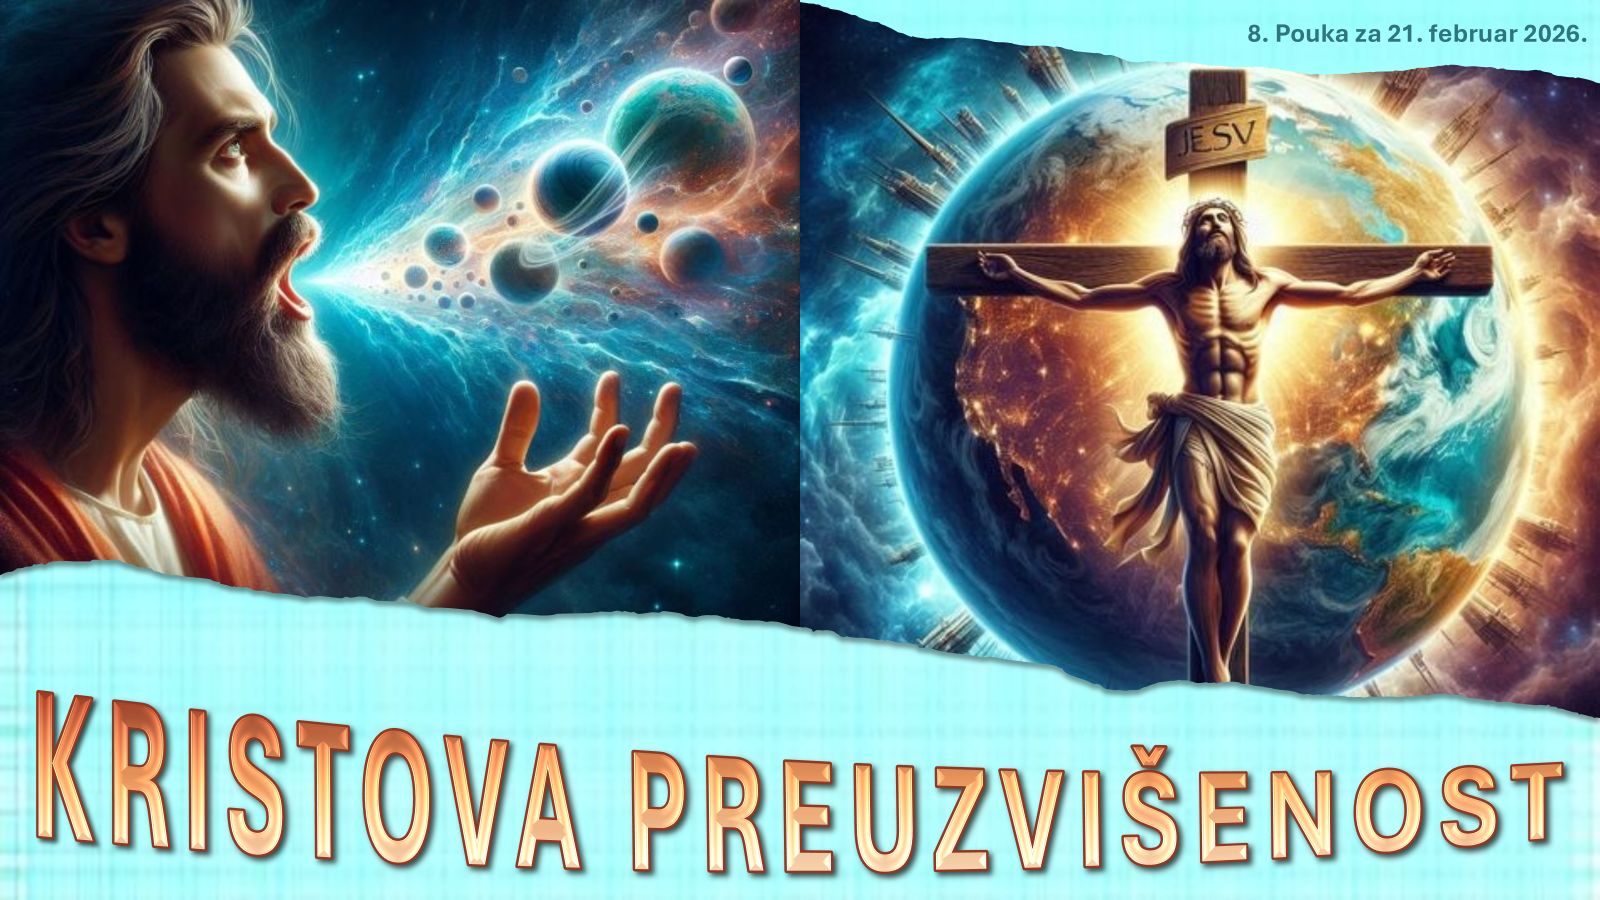 8. Pouka za 21. februar 2026.
JESV
KRISTOVA PREUZVIŠENOST